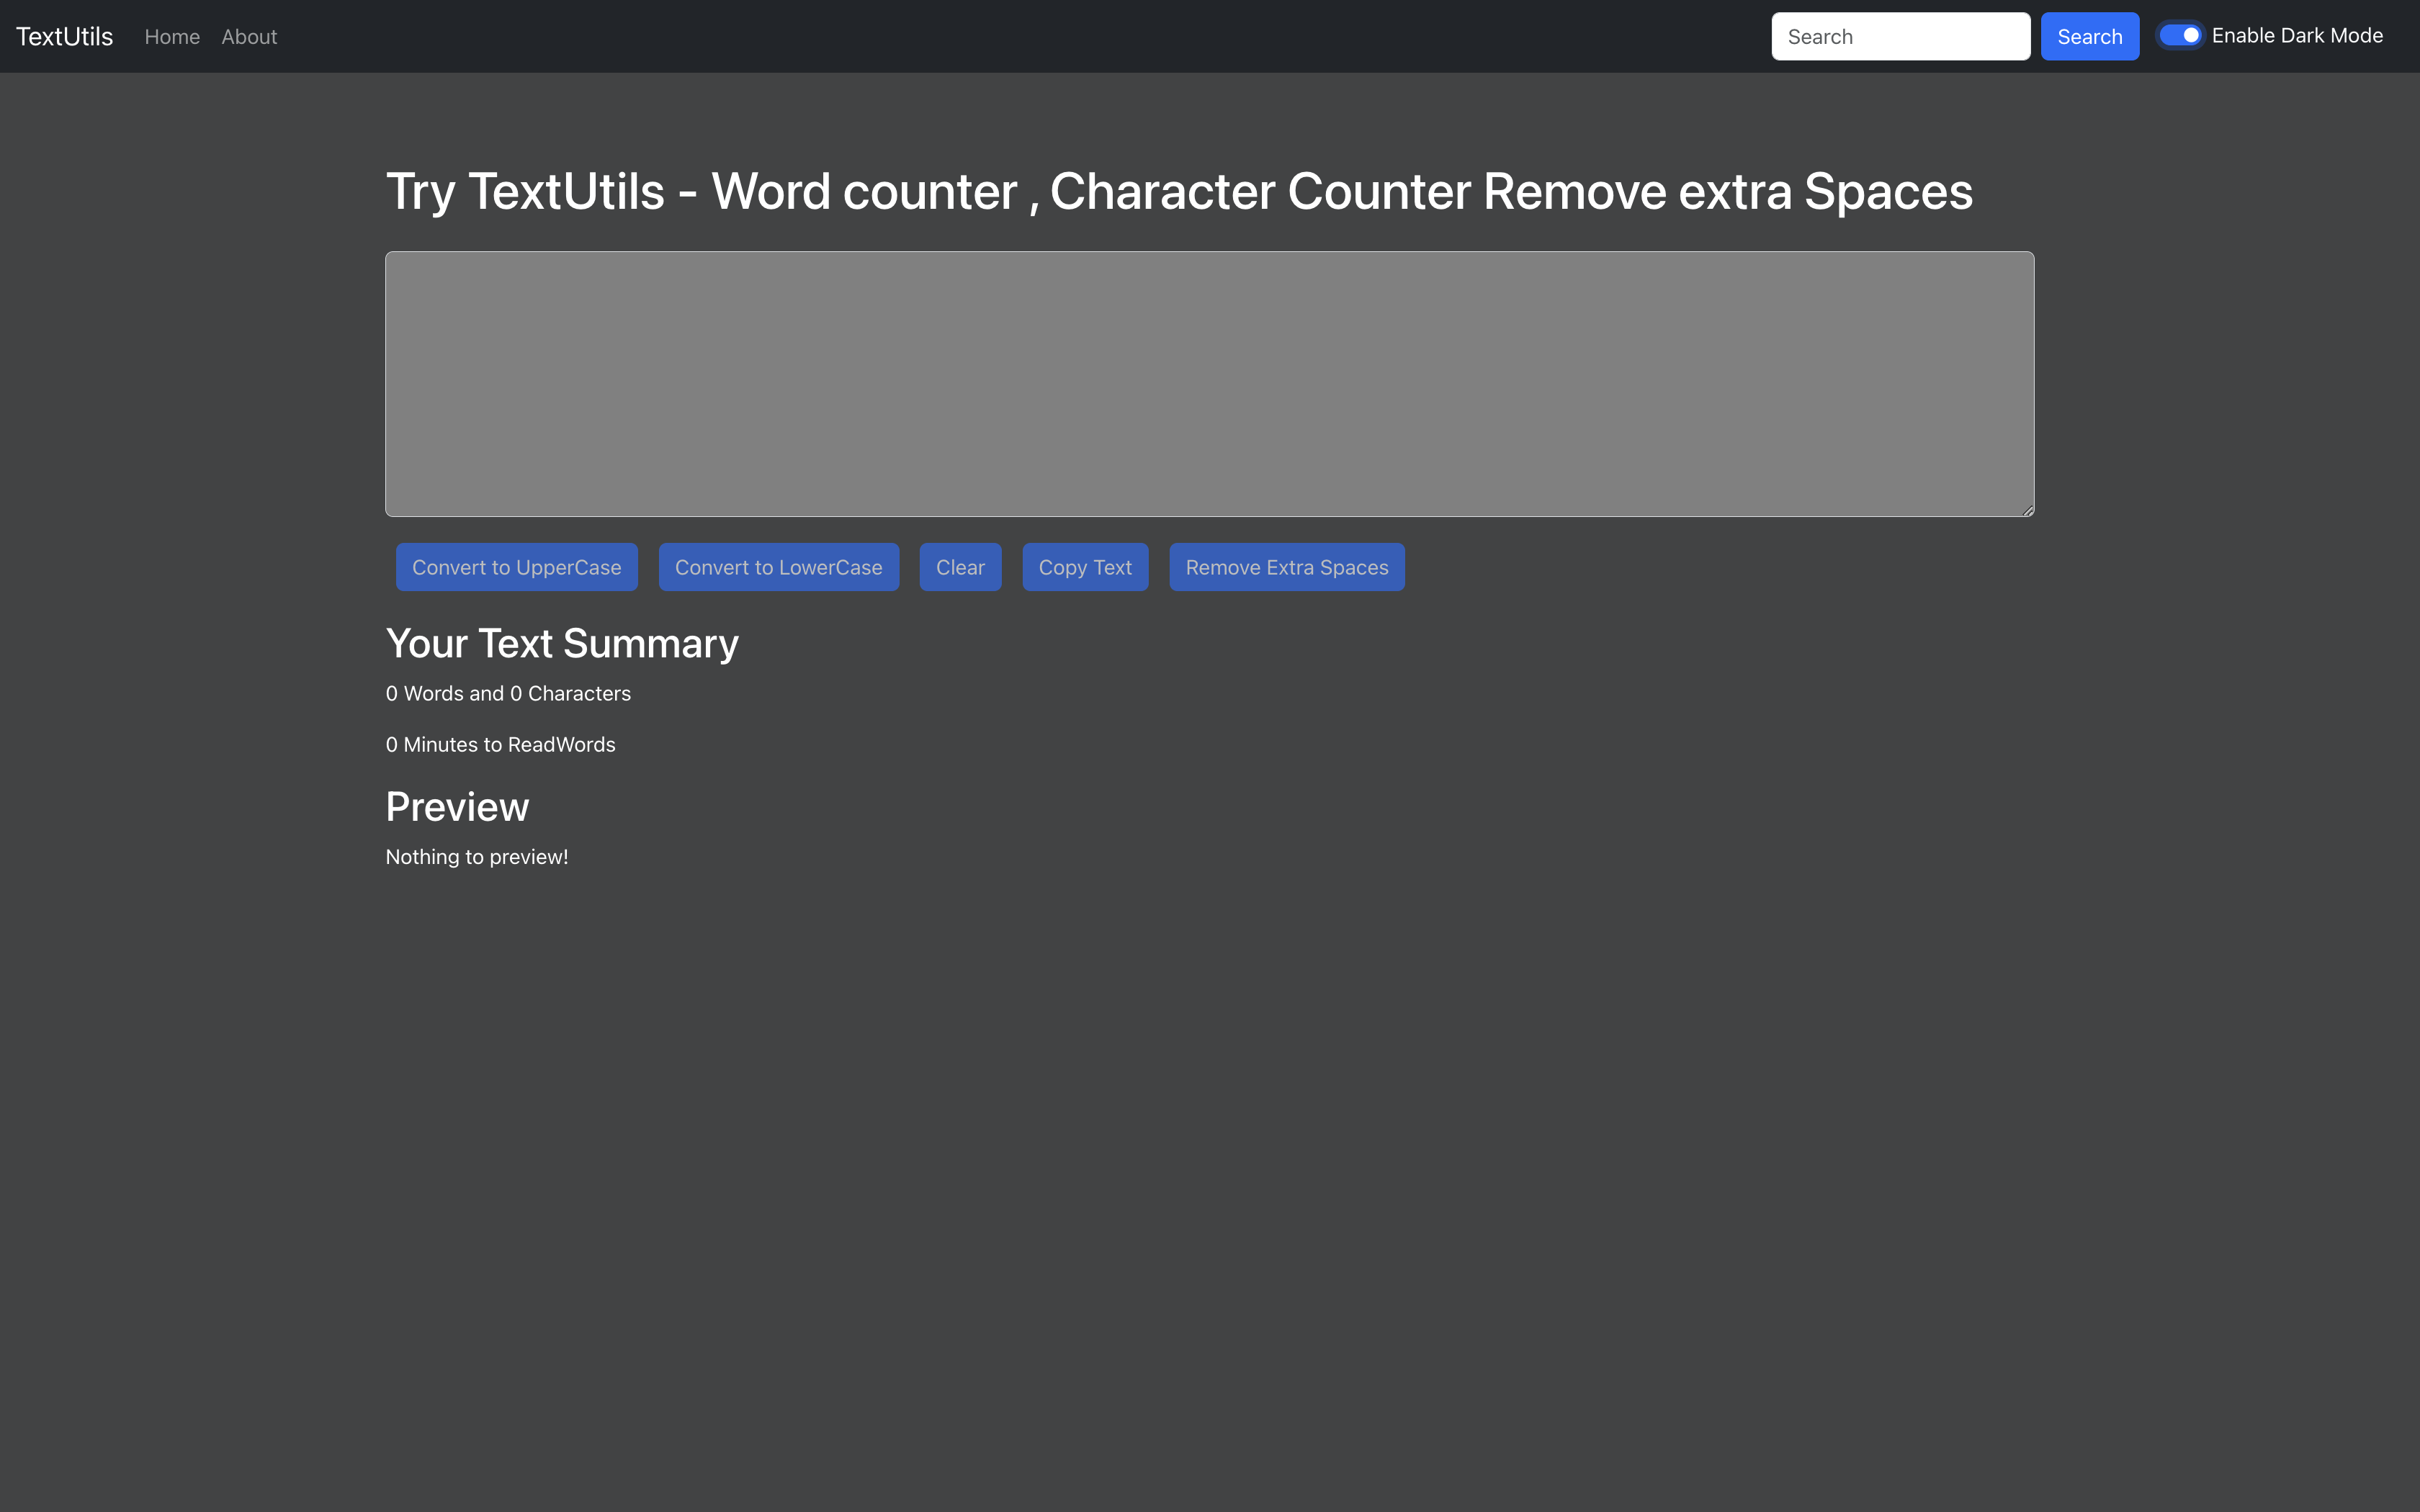 TextUtils Home About Search Search Enable Dark Mode
Try TextUtils - Word counter , Character Counter Remove extra Spaces
Convert to UpperCase Convert to LowerCase Clear Copy Text Remove Extra Spaces
Your Text Summary
0 Words and 0 Characters
0 Minutes to ReadWords
Preview
Nothing to preview!